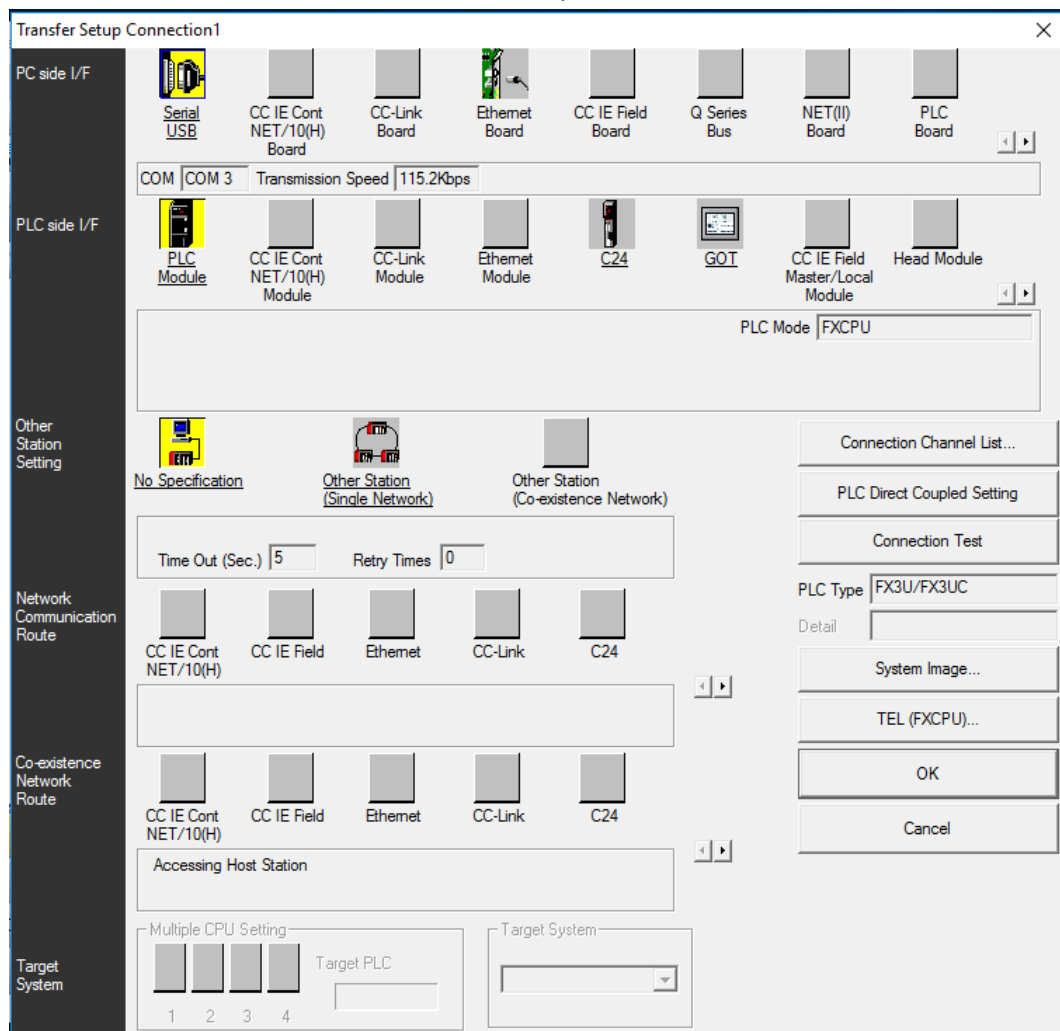 Transfer Setup Connection1
PC side I/F
Serial
USB
CC IE Cont
NET/10(H)
Board
CC-Link
Board
Ethernet
Board
CC IE Field
Board
Q Series
Bus
NET(II)
Board
PLC
Board
COM COM 3 Transmission Speed 115.2Kbps
PLC side I/F
PLC
Module
CC IE Cont
NET/10(H)
Module
CC-Link
Module
Ethernet
Module
C24
GOT
CC IE Field
Master/Local
Module
Head Module
PLC Mode FXCPU
Other
Station
Setting
No Specification
Other Station
(Single Network)
Other Station
(Co-existence Network)
Time Out (Sec.) 5 Retry Times 0
Connection Channel List...
PLC Direct Coupled Setting
Connection Test
PLC Type FX3U/FX3UC
Detail
System Image...
TEL (FXCPU)...
OK
Cancel
Network
Communication
Route
CC IE Cont
NET/10(H)
CC IE Field
Ethernet
CC-Link
C24
Co-existence
Network
Route
CC IE Cont
NET/10(H)
CC IE Field
Ethernet
CC-Link
C24
Accessing Host Station
Target
System
Multiple CPU Setting
1 2 3 4
Target PLC
Target System